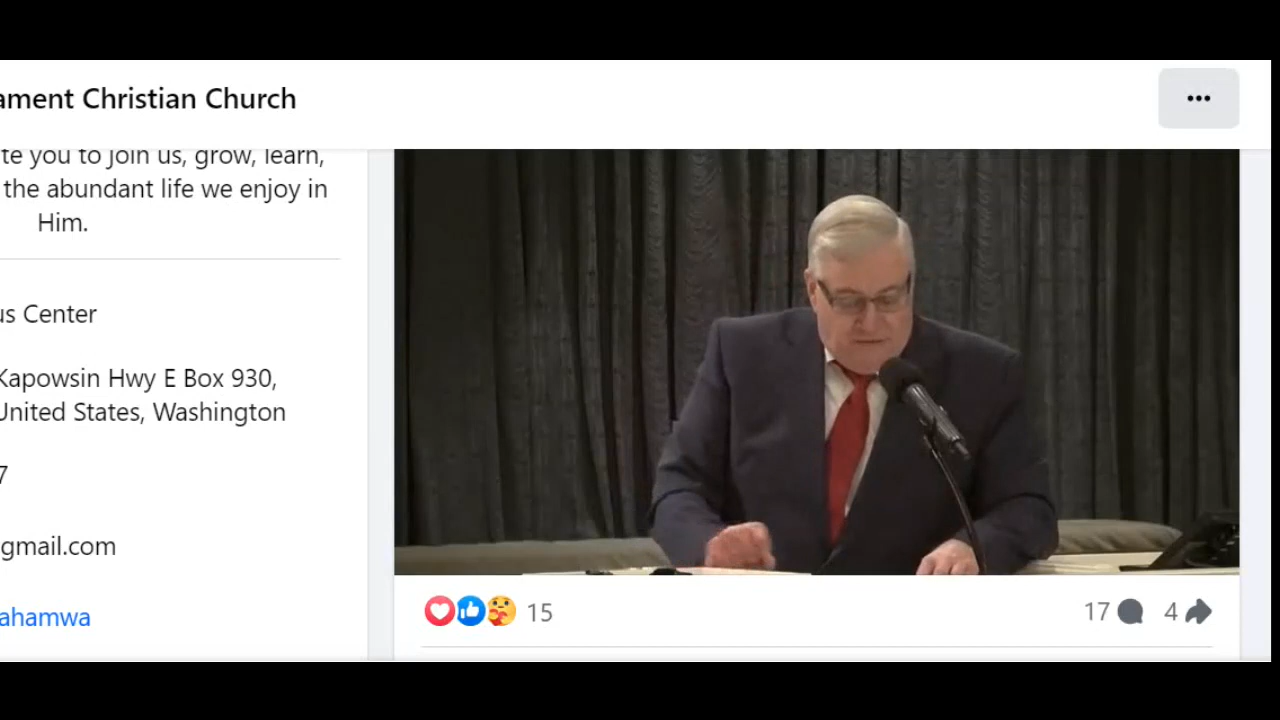 ament Christian Church
...
te you to join us, grow, learn,
the abundant life we enjoy in
Him.
us Center
Kapowsin Hwy E Box 930,
United States, Washington
7
gmail.com
ahamwa
15
17
4